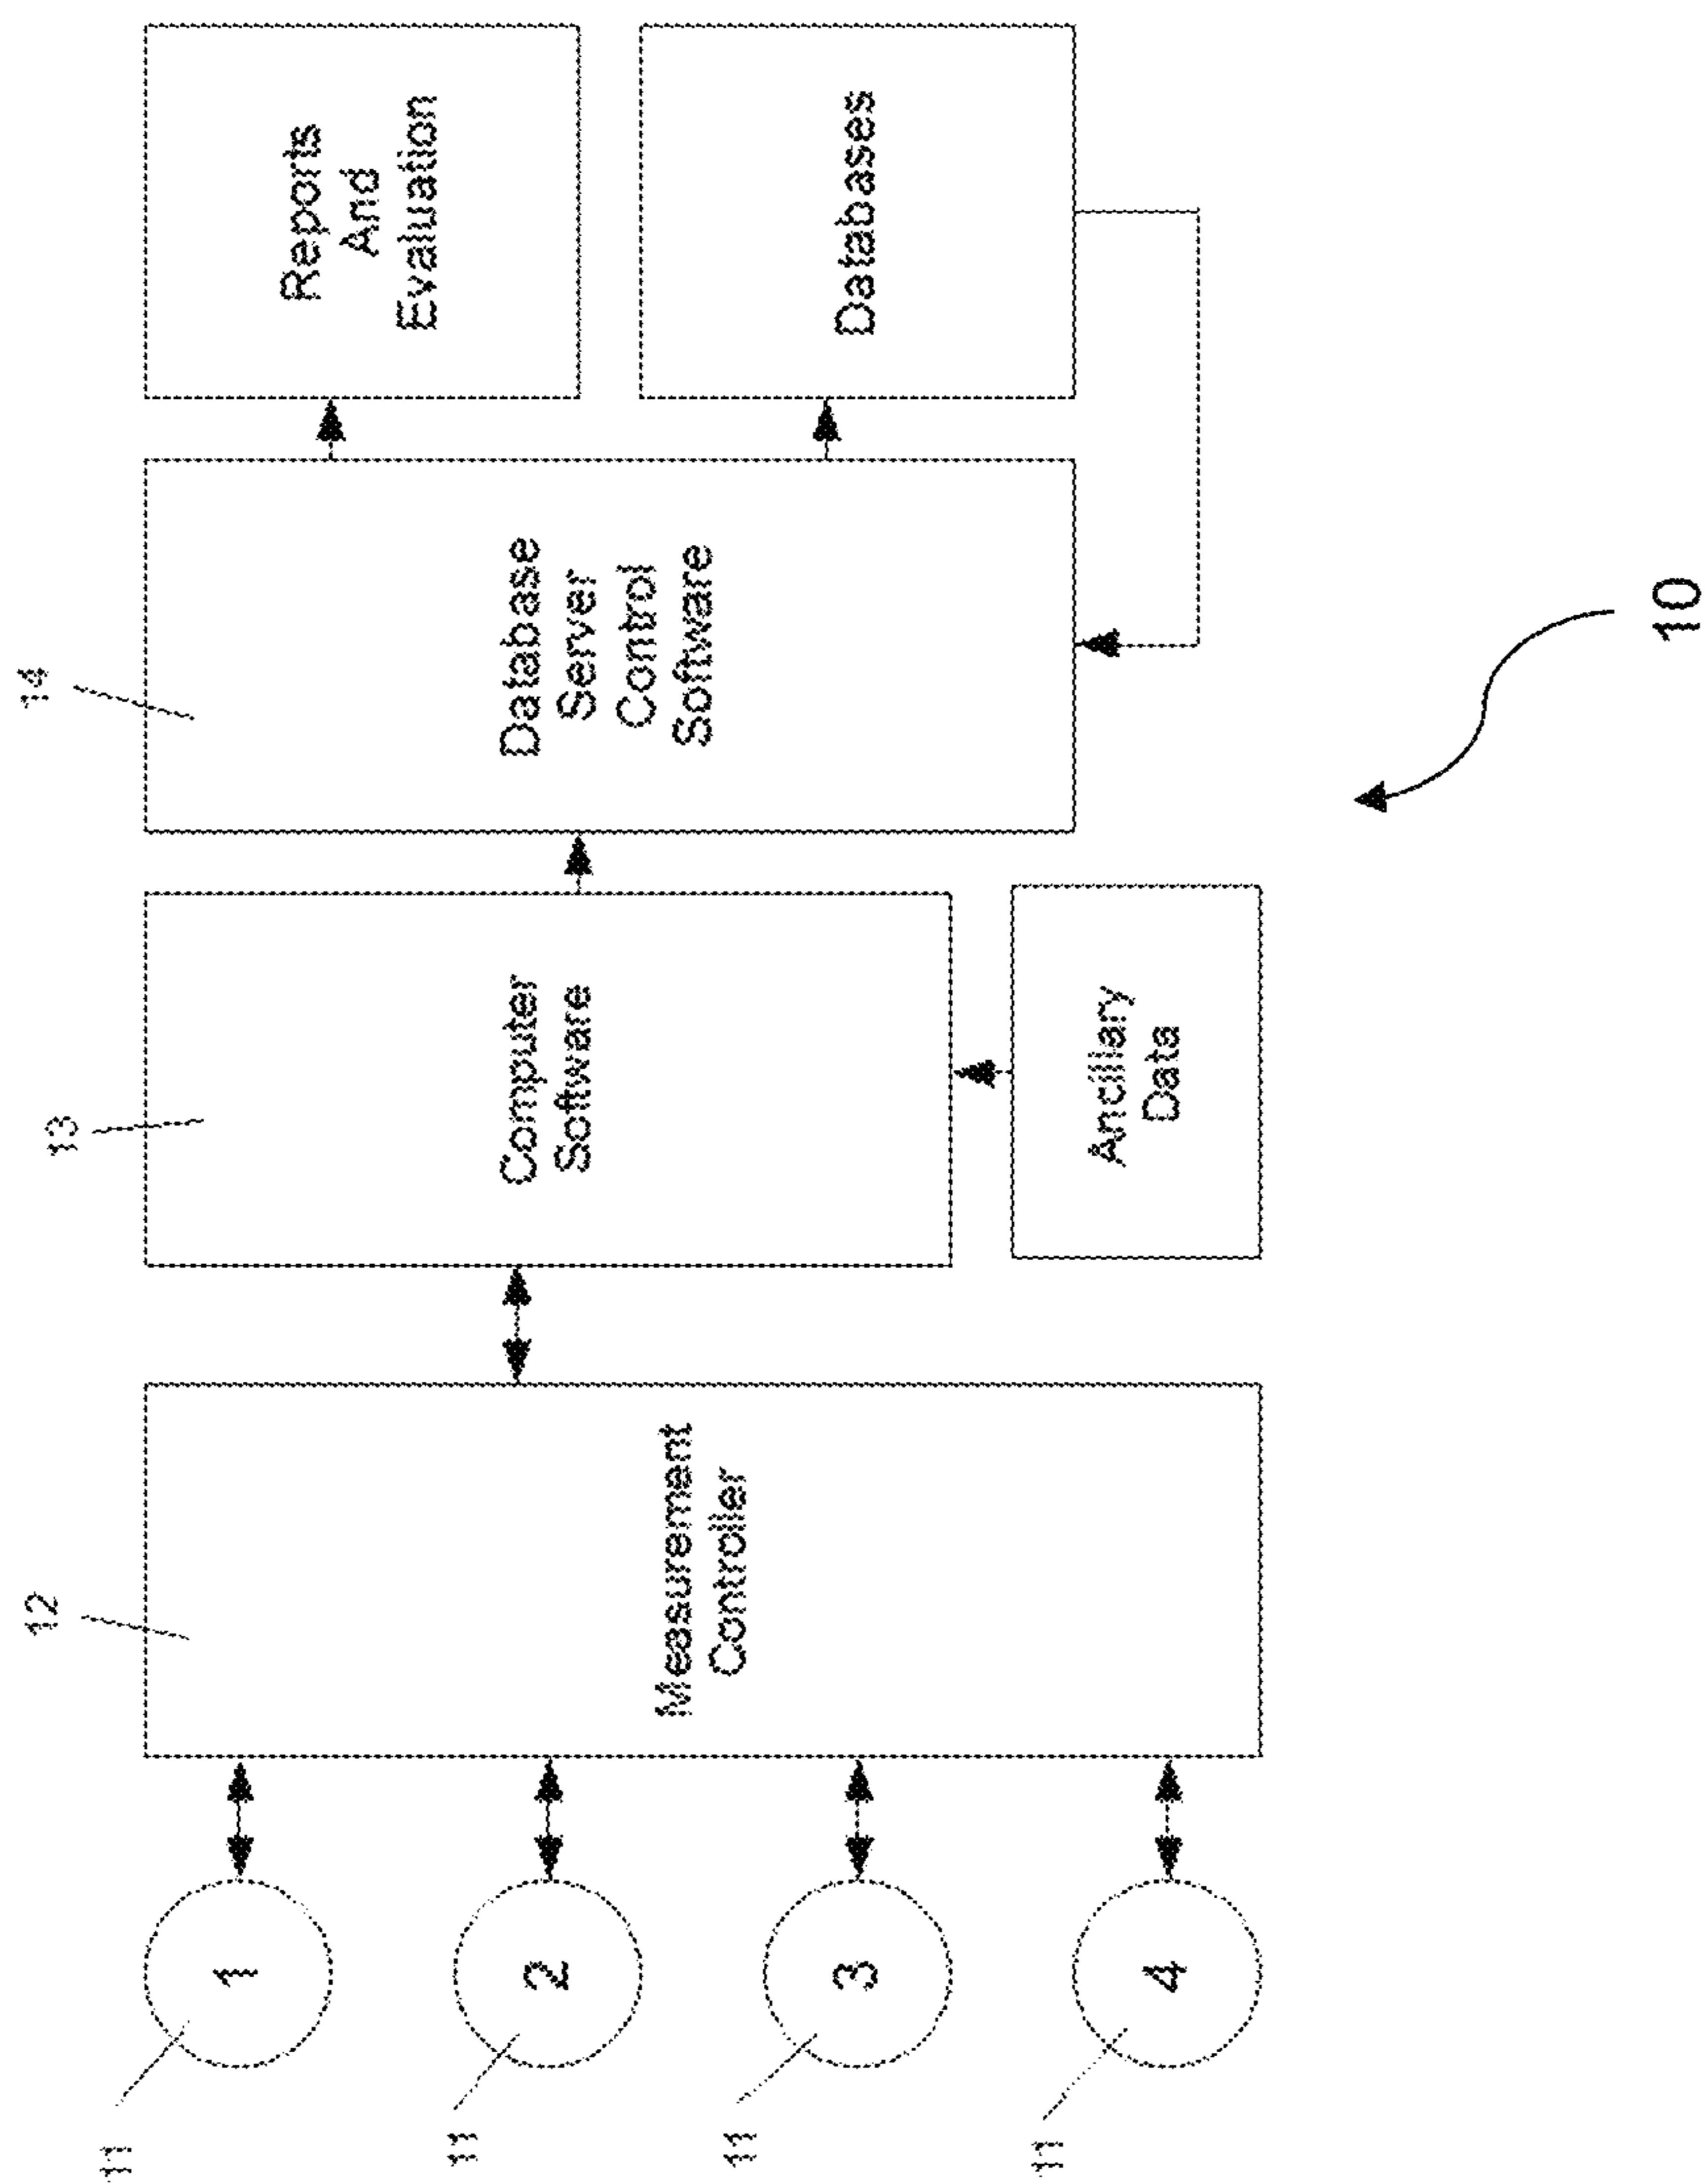 11
11
11
11
1
2
3
4
12
Measurement
Controller
13
Computer
Software
Ancillary
Data
14
Database
Server
Control
Software
Reports
And
Evaluation
Databases
10